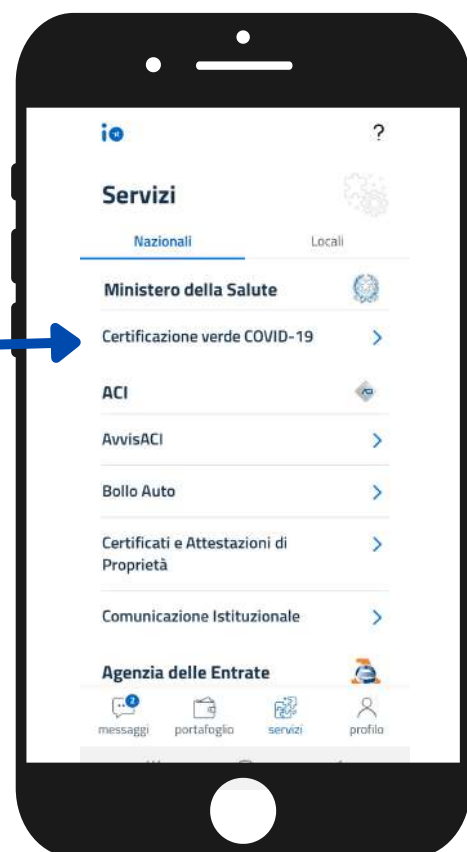 io ?
Servizi
Nazionali Locali
Ministero della Salute
Certificazione verde COVID-19
ACI
AvvisACI
Bollo Auto
Certificati e Attestazioni di
Proprietà
Comunicazione Istituzionale
Agenzia delle Entrate
2
messaggi portafoglio servizi profilo